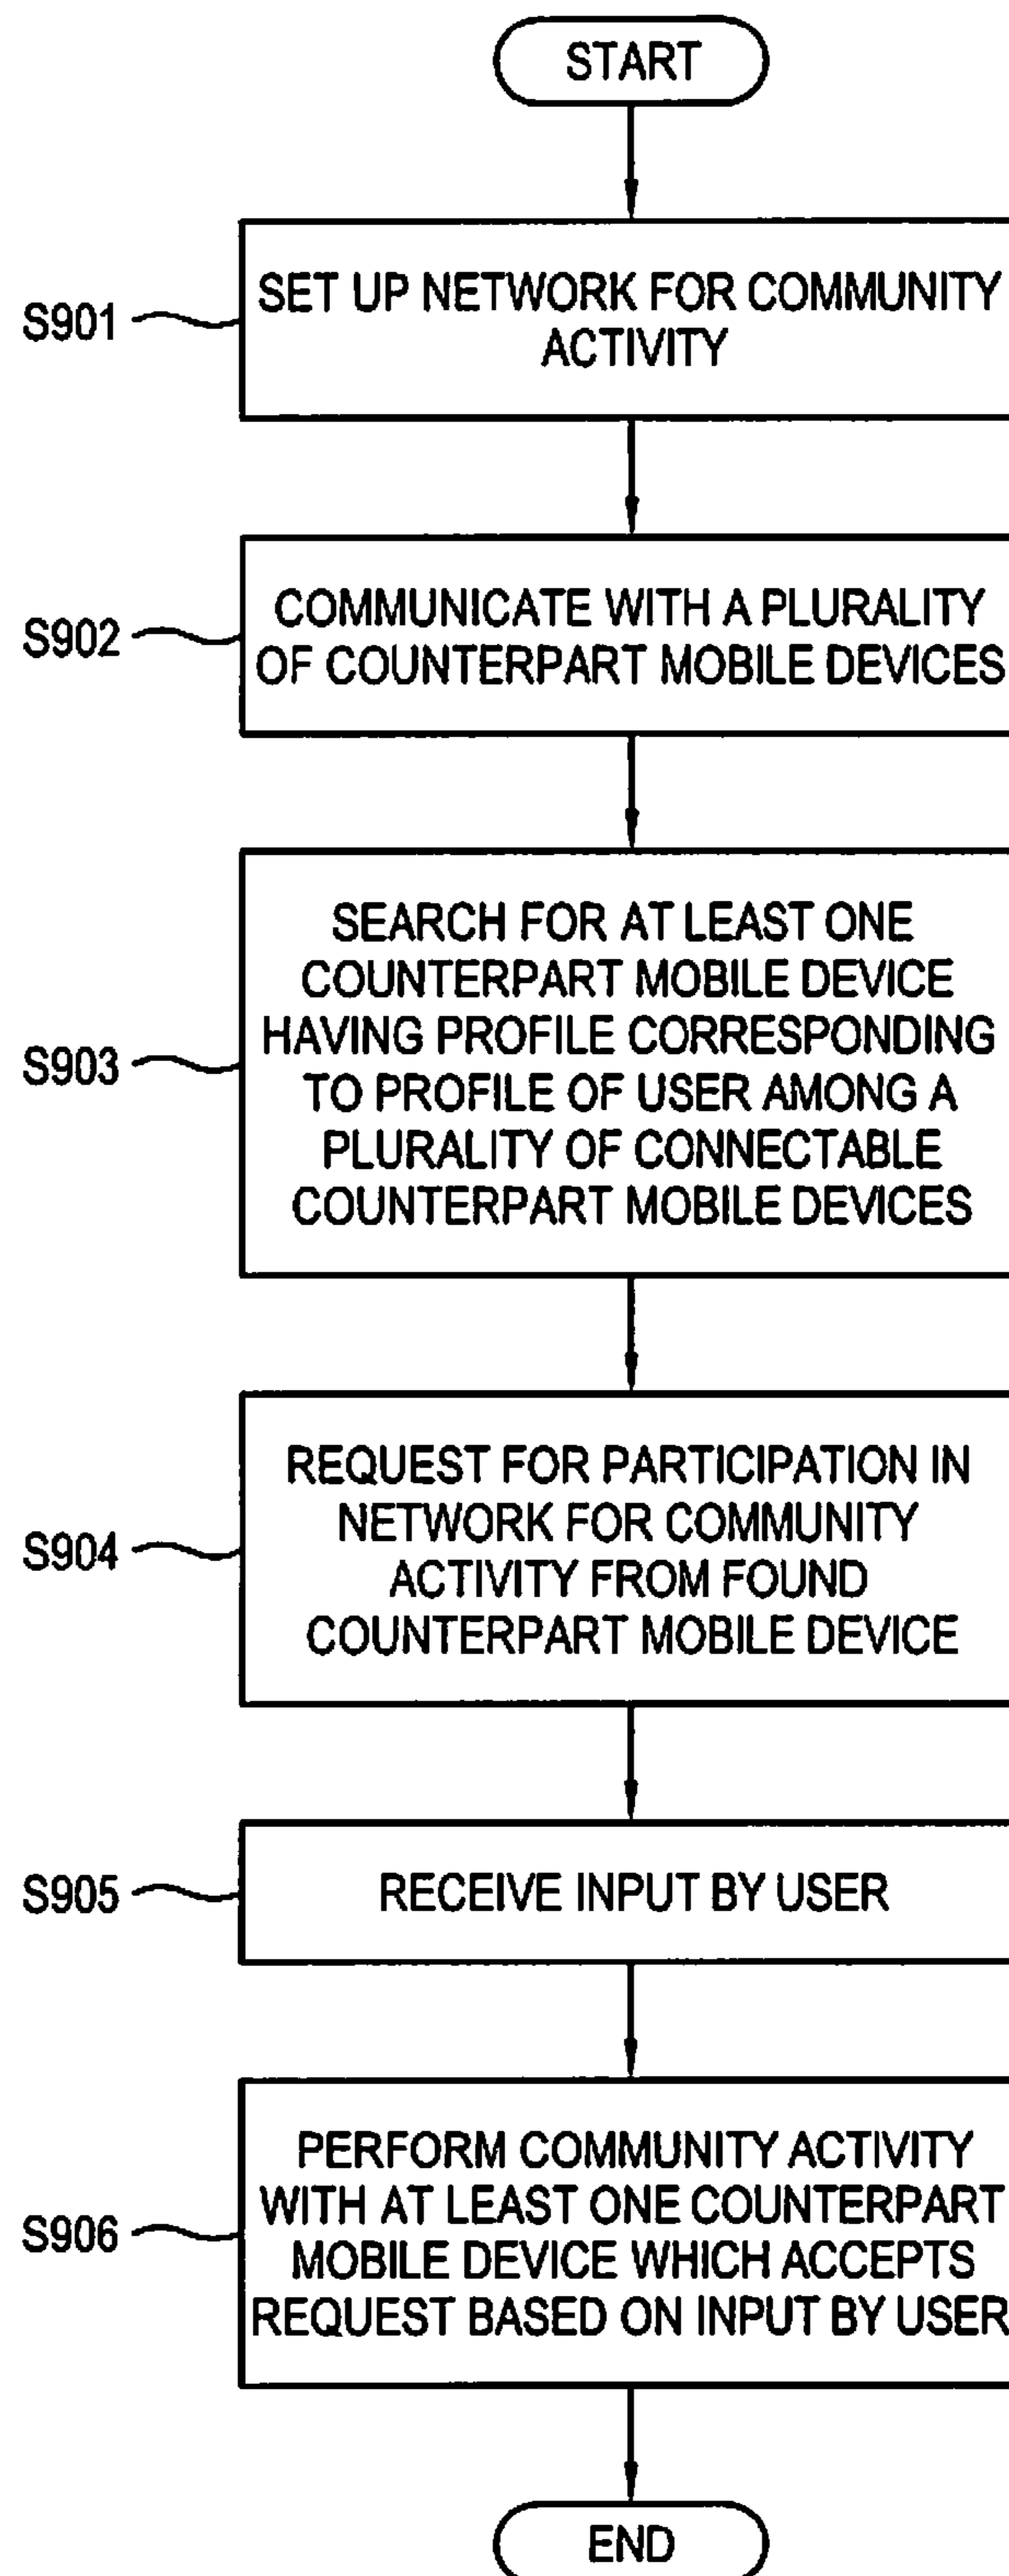 START
S901
SET UP NETWORK FOR COMMUNITY
ACTIVITY
S902
COMMUNICATE WITH A PLURALITY
OF COUNTERPART MOBILE DEVICES
S903
SEARCH FOR AT LEAST ONE
COUNTERPART MOBILE DEVICE
HAVING PROFILE CORRESPONDING
TO PROFILE OF USER AMONG A
PLURALITY OF CONNECTABLE
COUNTERPART MOBILE DEVICES
S904
REQUEST FOR PARTICIPATION IN
NETWORK FOR COMMUNITY
ACTIVITY FROM FOUND
COUNTERPART MOBILE DEVICE
S905
RECEIVE INPUT BY USER
S906
PERFORM COMMUNITY ACTIVITY
WITH AT LEAST ONE COUNTERPART
MOBILE DEVICE WHICH ACCEPTS
REQUEST BASED ON INPUT BY USER
END